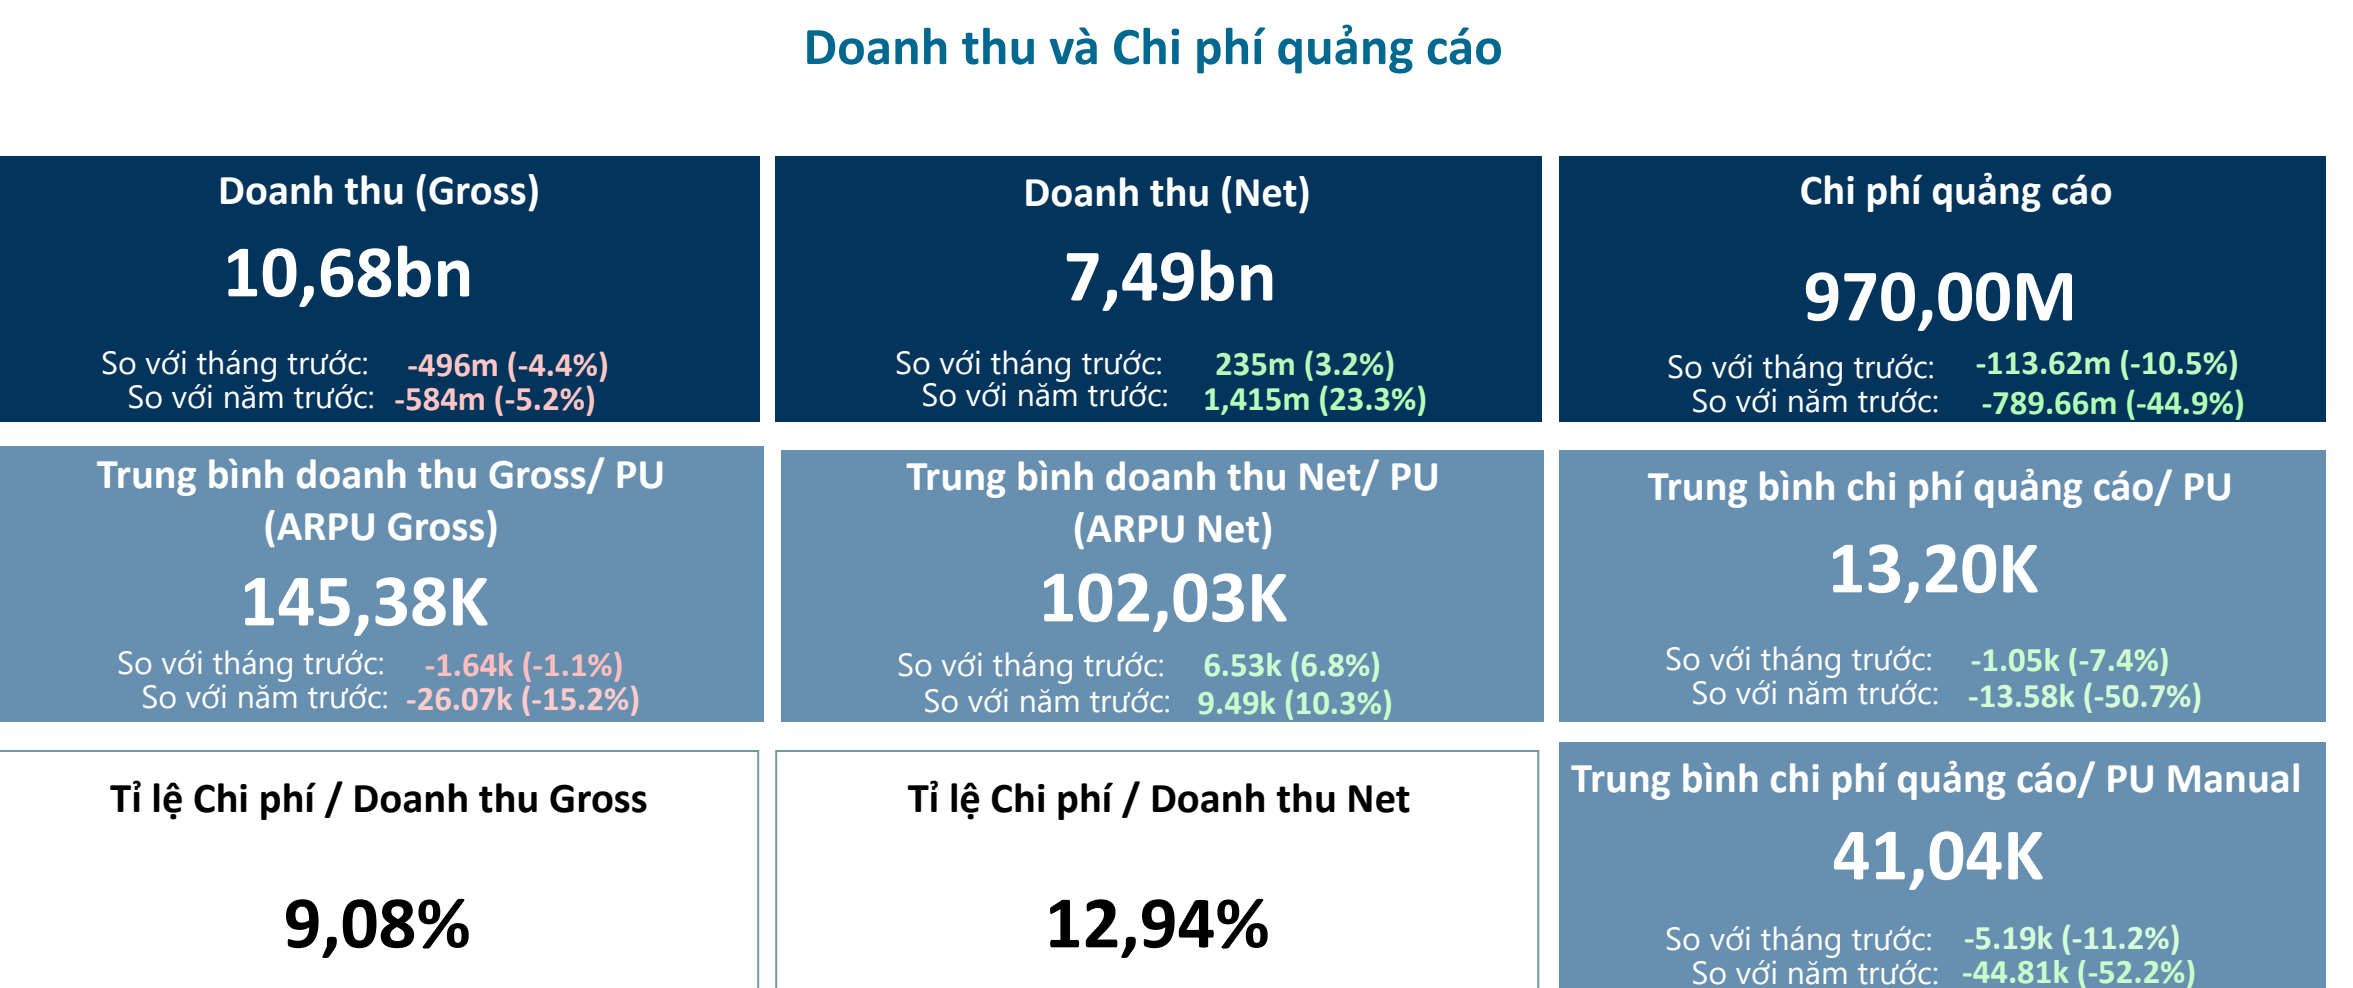 Doanh thu và Chi phí quảng cáo
Doanh thu (Gross)
10,68bn
So với tháng trước: -496m (-4.4%)
So với năm trước: -584m (-5.2%)
Doanh thu (Net)
7,49bn
So với tháng trước: 235m (3.2%)
So với năm trước: 1,415m (23.3%)
Chi phí quảng cáo
970,00M
So với tháng trước: -113.62m (-10.5%)
So với năm trước: -789.66m (-44.9%)
Trung bình doanh thu Gross/ PU
(ARPU Gross)
145,38K
So với tháng trước: -1.64k (-1.1%)
So với năm trước: -26.07k (-15.2%)
Trung bình doanh thu Net/ PU
(ARPU Net)
102,03K
So với tháng trước: 6.53k (6.8%)
So với năm trước: 9.49k (10.3%)
Trung bình chi phí quảng cáo/ PU
13,20K
So với tháng trước: -1.05k (-7.4%)
So với năm trước: -13.58k (-50.7%)
Tỉ lệ Chi phí / Doanh thu Gross
9,08%
Tỉ lệ Chi phí / Doanh thu Net
12,94%
Trung bình chi phí quảng cáo/ PU Manual
41,04K
So với tháng trước: -5.19k (-11.2%)
So với năm trước: -44.81k (-52.2%)